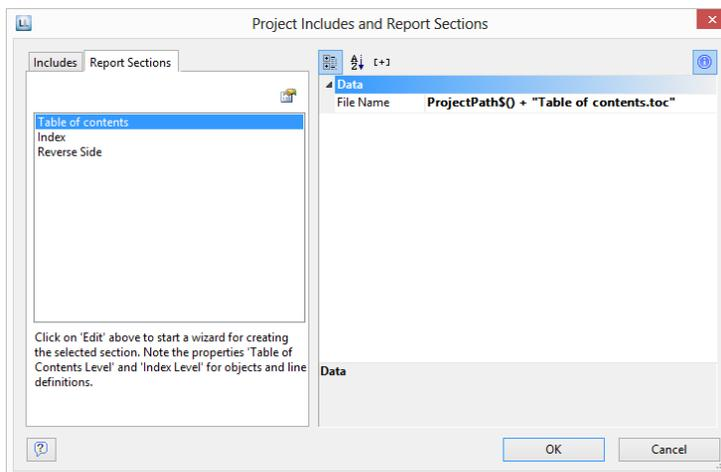 Project Includes and Report Sections
Includes
Report Sections
Table of contents
Index
Reverse Side
Click on 'Edit' above to start a wizard for creating
the selected section. Note the properties 'Table of
Contents Level' and 'Index Level' for objects and line
definitions.
[+]
Data
File Name ProjectPath$() + "Table of contents.toc"
Data
OK
Cancel